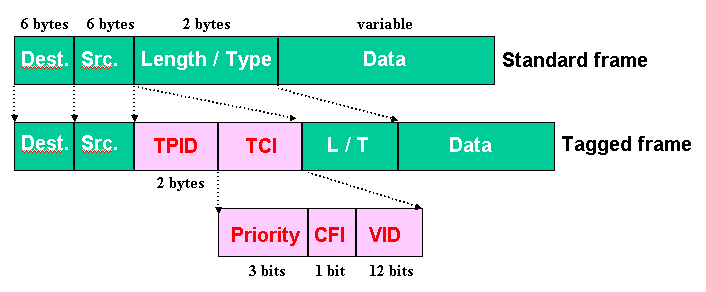 6 bytes 6 bytes 2 bytes variable
Dest. Src. Length / Type Data Standard frame
Dest. Src. TPID TCI L / T Data Tagged frame
2 bytes
Priority CFI VID
3 bits 1 bit 12 bits